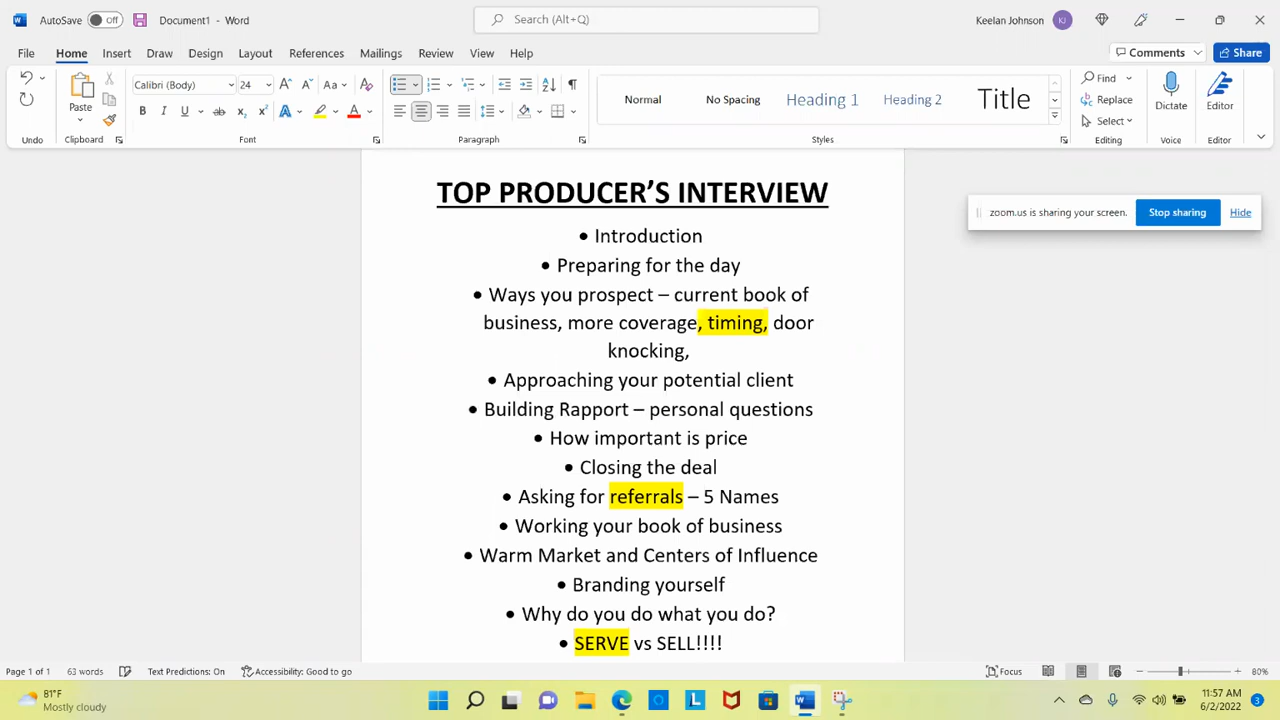 AutoSave Off Document1 - Word Search (Alt+Q) Keelan Johnson KJ
File Home Insert Draw Design Layout References Mailings Review View Help Comments Share
Calibri (Body) 24 Aa Find
Paste B I U ab x₂ x² A A Normal No Spacing Heading 1 Heading 2 Title Replace Dictate Editor
Select
Undo Clipboard Font Paragraph Styles Editing Voice Editor
TOP PRODUCER’S INTERVIEW
zoom.us is sharing your screen. Stop sharing Hide
• Introduction
• Preparing for the day
• Ways you prospect – current book of
business, more coverage, timing, door
knocking,
• Approaching your potential client
• Building Rapport – personal questions
• How important is price
• Closing the deal
• Asking for referrals – 5 Names
• Working your book of business
• Warm Market and Centers of Influence
• Branding yourself
• Why do you do what you do?
• SERVE vs SELL!!!!
Page 1 of 1 63 words Text Predictions: On Accessibility: Good to go Focus 80%
81°F
Mostly cloudy
11:57 AM
6/2/2022 3